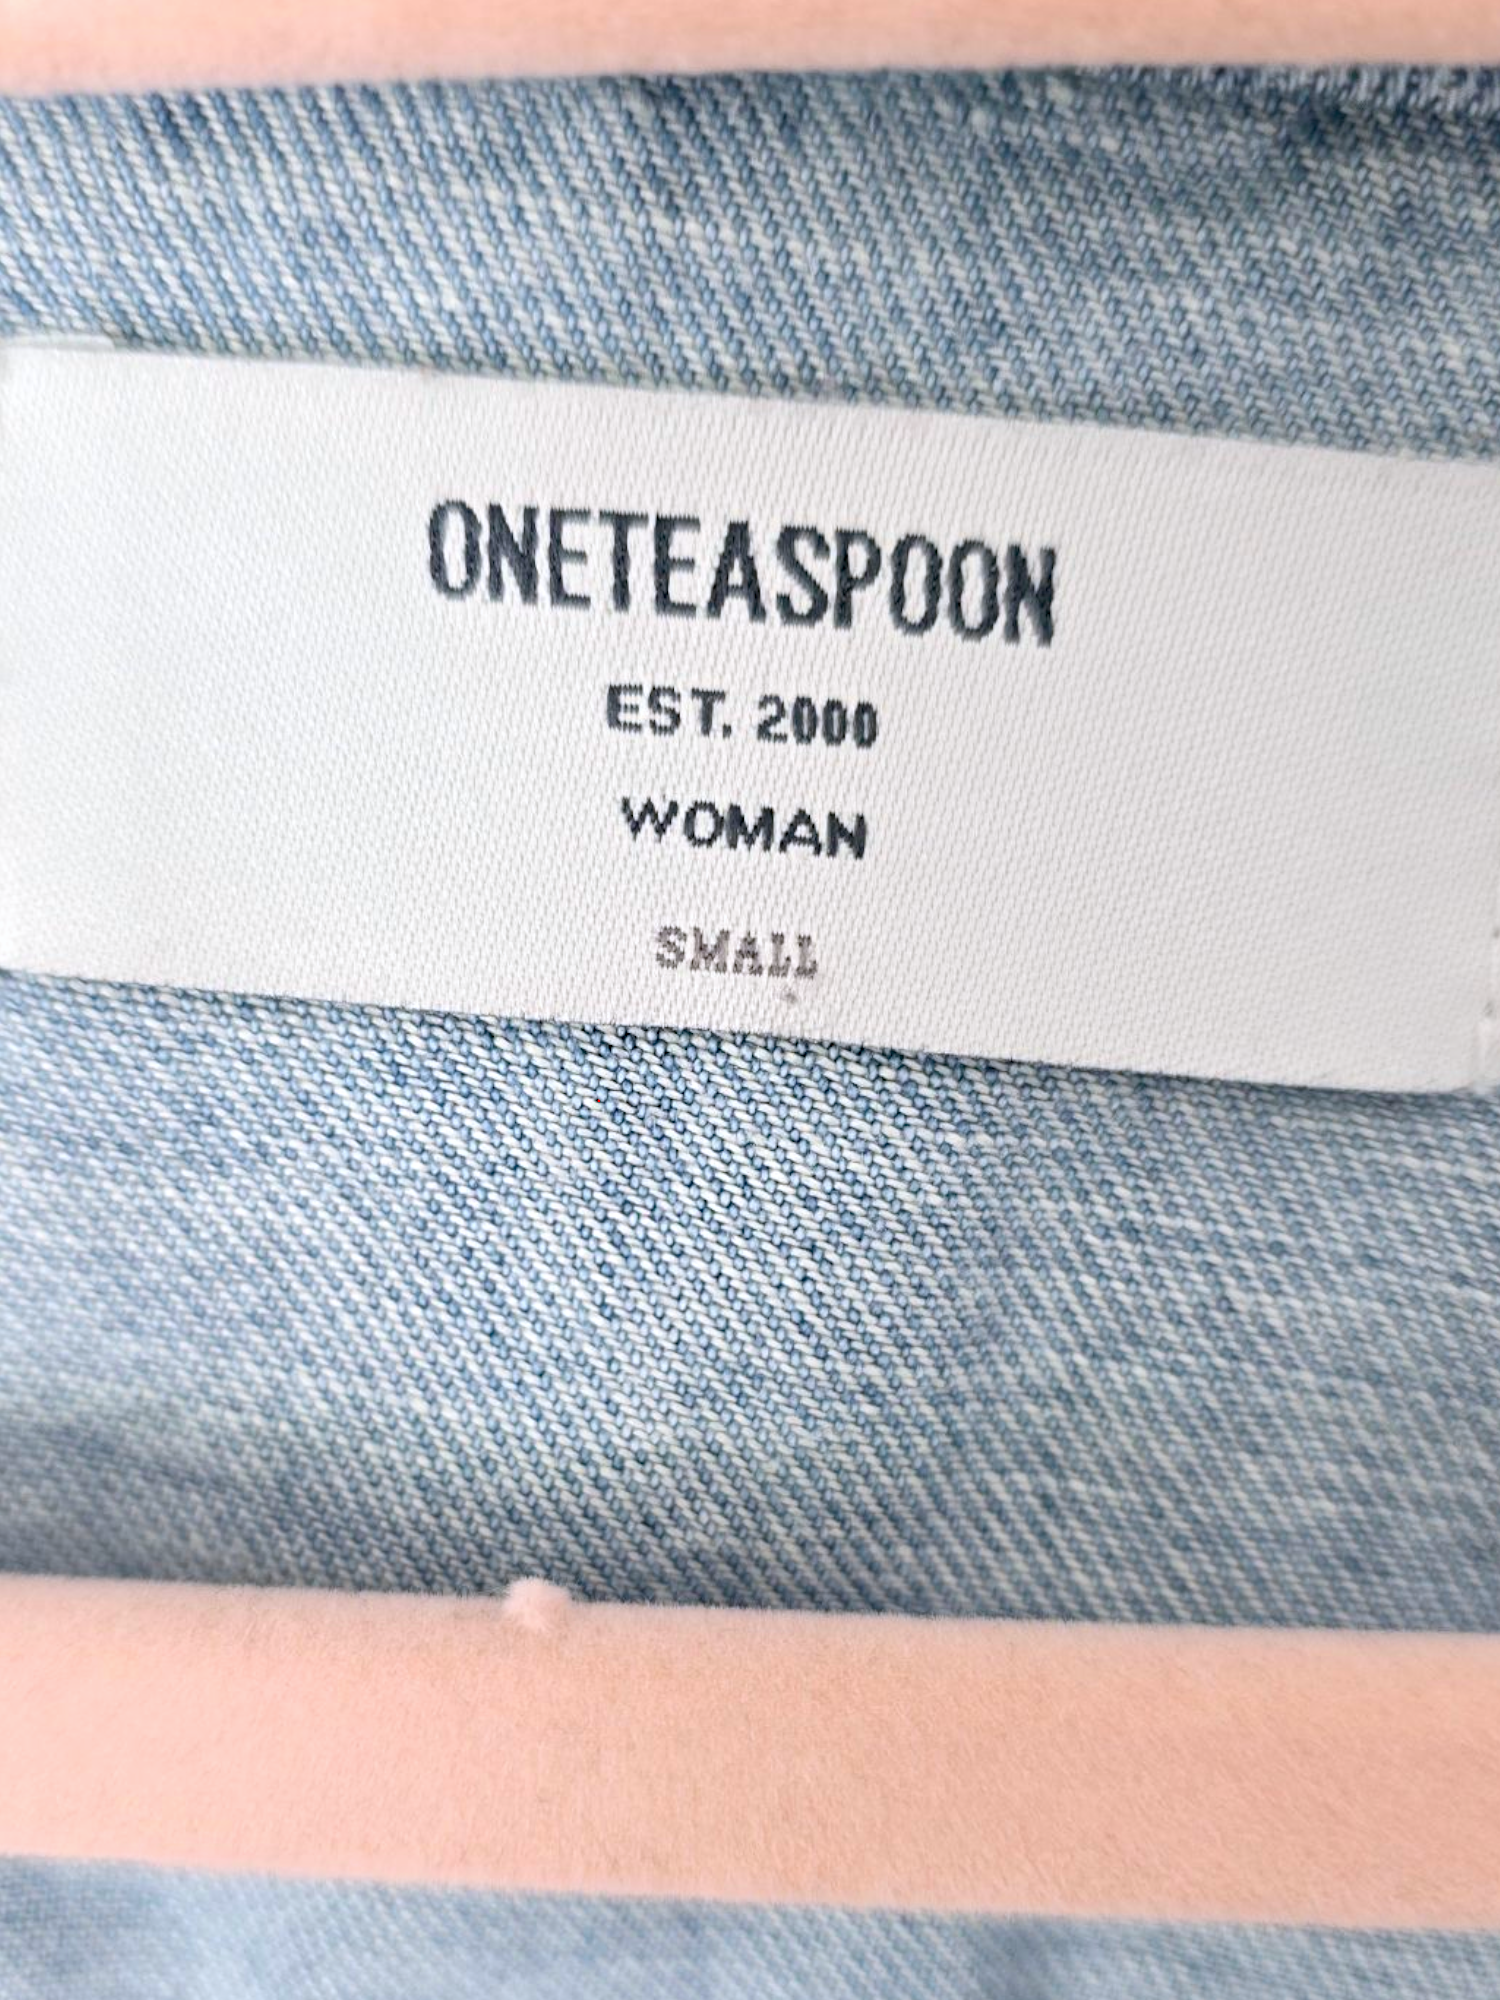 ONETEASPOON
EST. 2000
WOMAN
SMALL